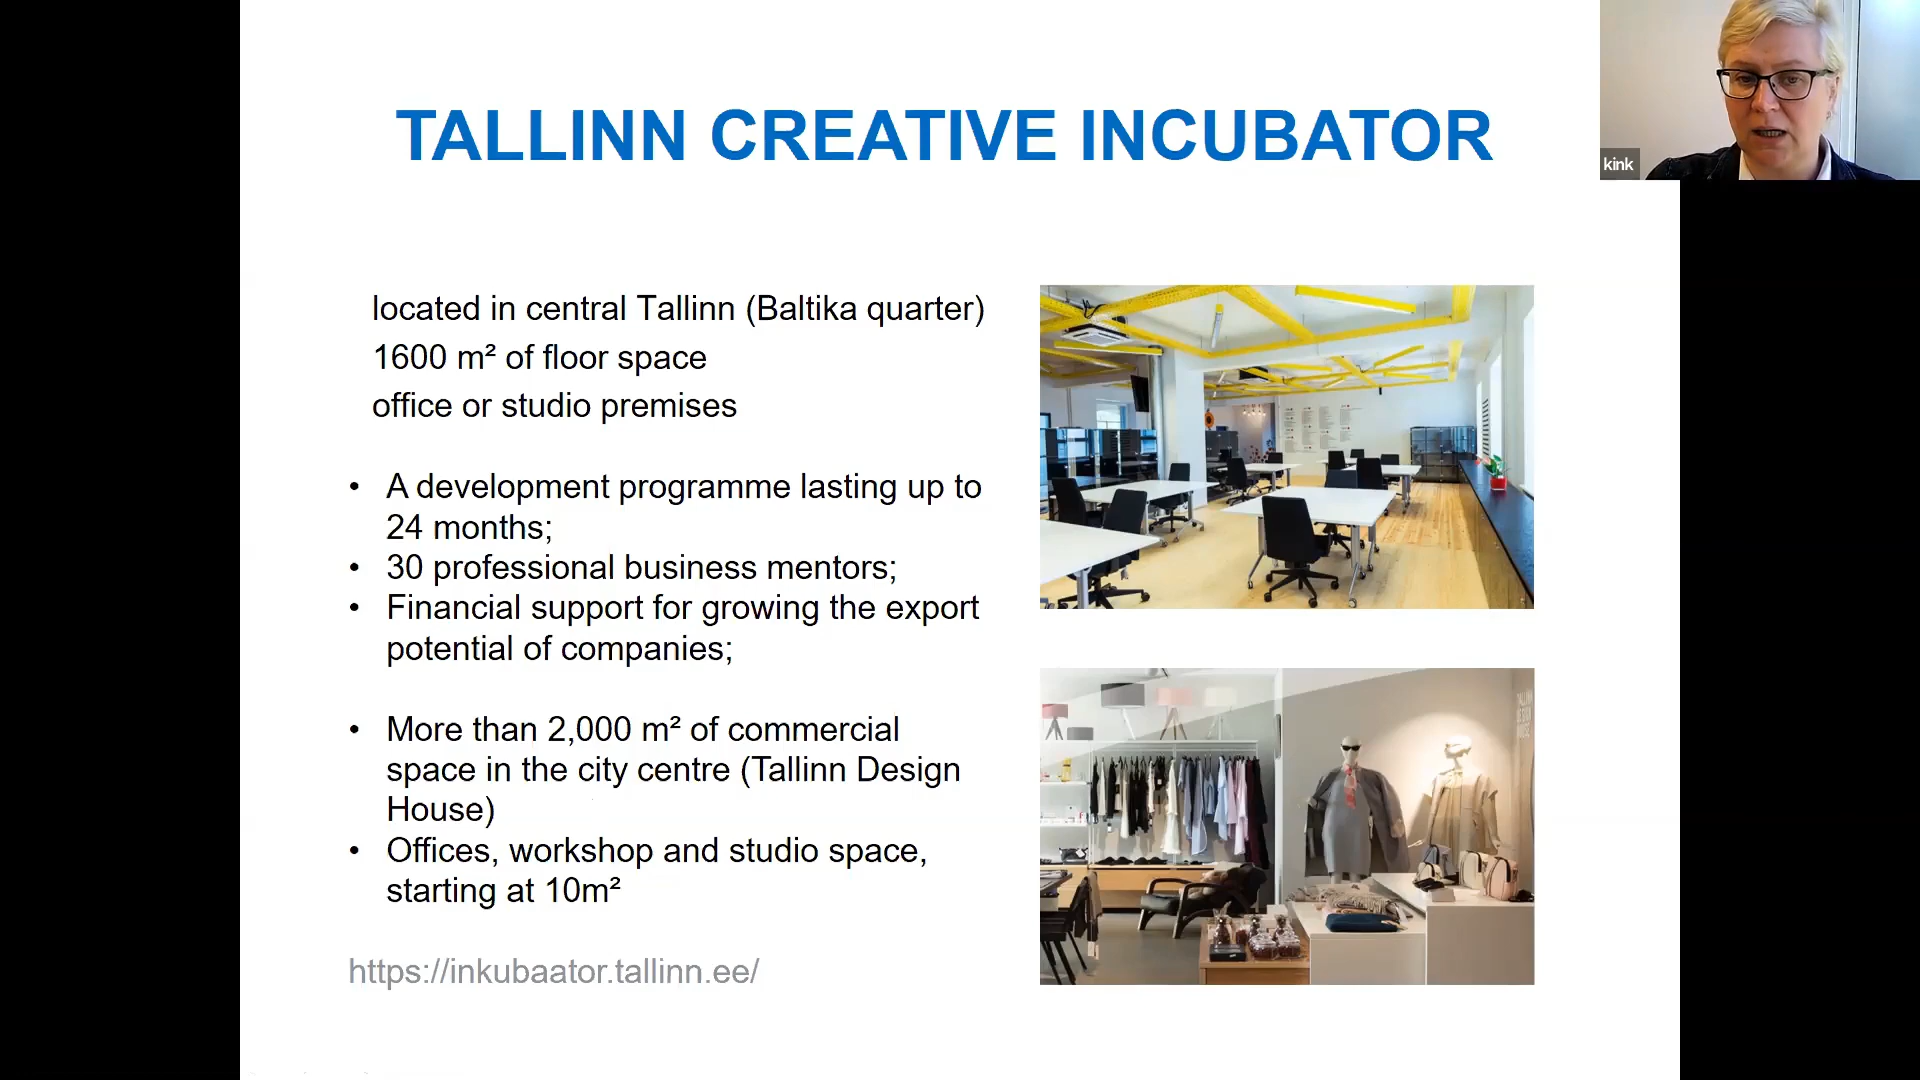 TALLINN CREATIVE INCUBATOR
kink
located in central Tallinn (Baltika quarter)
1600 m² of floor space
office or studio premises
• A development programme lasting up to
24 months;
• 30 professional business mentors;
• Financial support for growing the export
potential of companies;
• More than 2,000 m² of commercial
space in the city centre (Tallinn Design
House)
• Offices, workshop and studio space,
starting at 10m²
https://inkubaator.tallinn.ee/